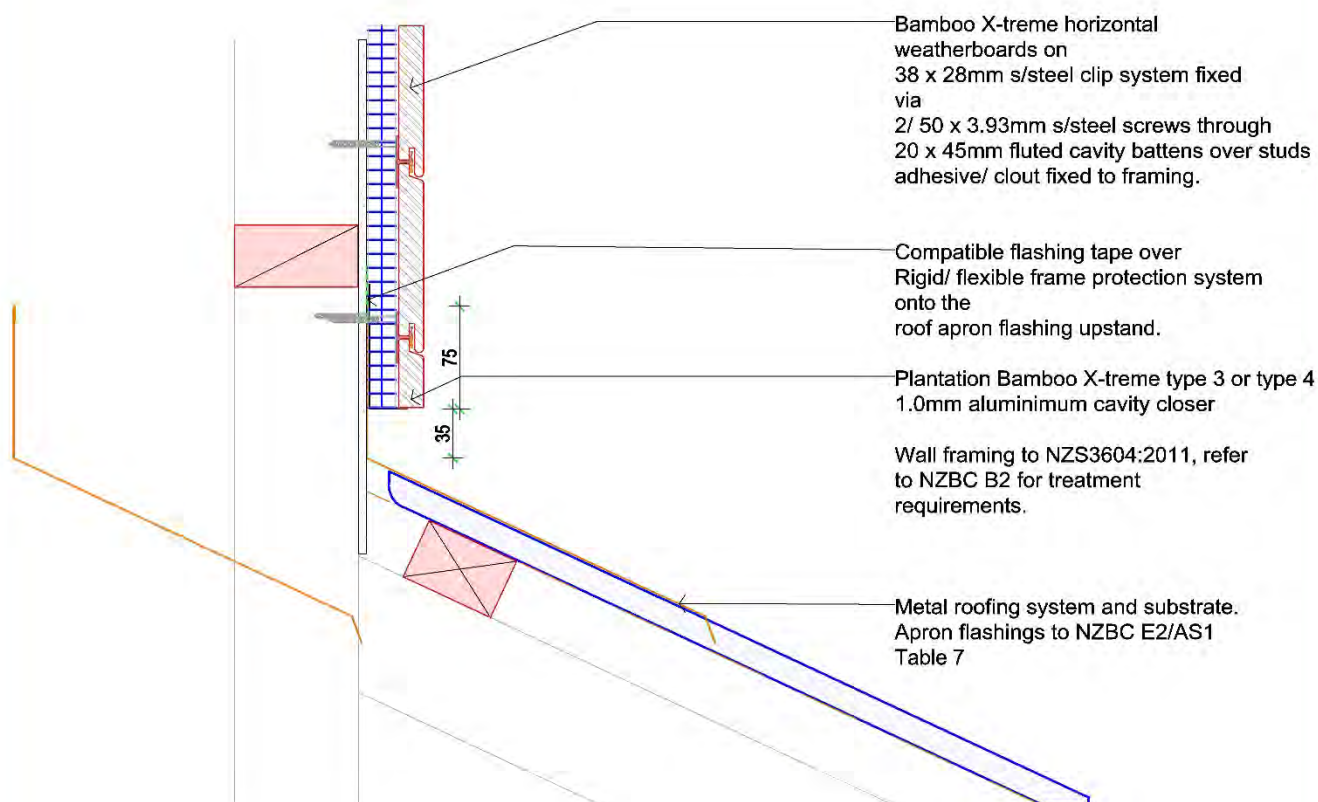 Bamboo X-treme horizontal
weatherboards on
38 x 28mm s/steel clip system fixed
via
2/ 50 x 3.93mm s/steel screws through
20 x 45mm fluted cavity battens over studs
adhesive/ clout fixed to framing.
Compatible flashing tape over
Rigid/ flexible frame protection system
onto the
roof apron flashing upstand.
75
35
Plantation Bamboo X-treme type 3 or type 4
1.0mm aluminimum cavity closer
Wall framing to NZS3604:2011, refer
to NZBC B2 for treatment
requirements.
Metal roofing system and substrate.
Apron flashings to NZBC E2/AS1
Table 7